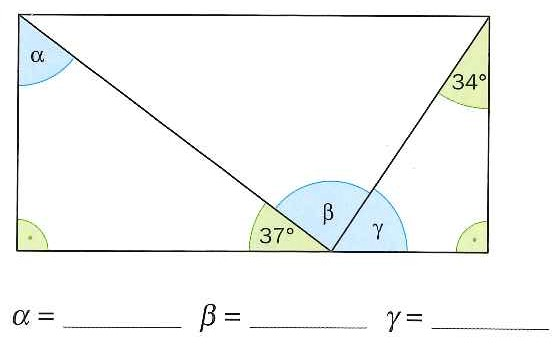 α
34°
β
37°
γ
α = ________ β = ________ γ = ________